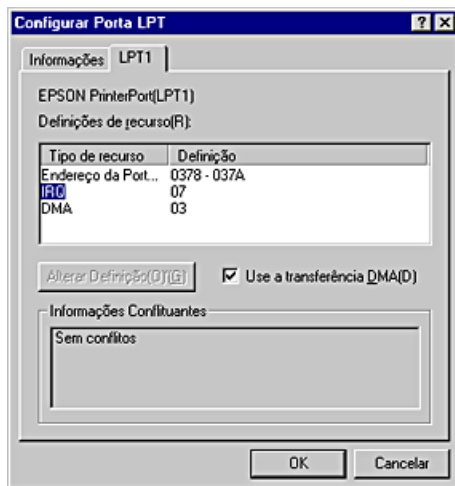 Configurar Porta LPT
Informações LPT1
EPSON PrinterPort(LPT1)
Definições de recurso(R):
Tipo de recurso Definição
Endereço da Port... 0378 - 037A
IRQ 07
DMA 03
Alterar Definição(O)(G) Use a transferência DMA(D)
Informações Conflituantes
Sem conflitos
OK Cancelar